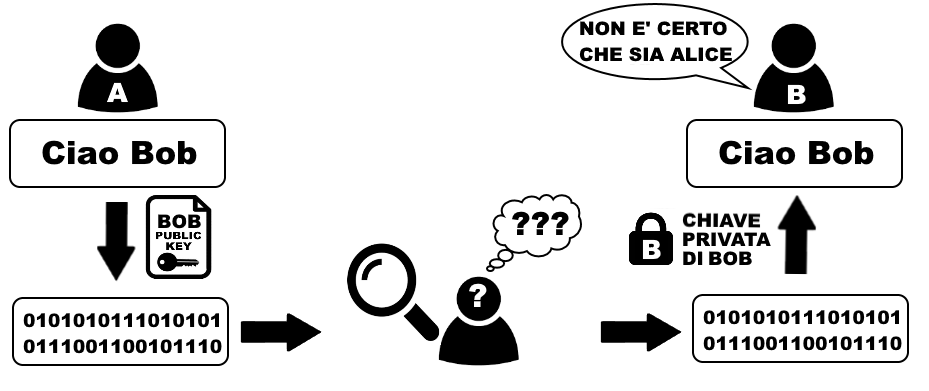 A
Ciao Bob
BOB
PUBLIC
KEY
0101010111010101
0111001100101110
???
?
NON E' CERTO
CHE SIA ALICE
B
Ciao Bob
B
CHIAVE
PRIVATA
DI BOB
0101010111010101
0111001100101110